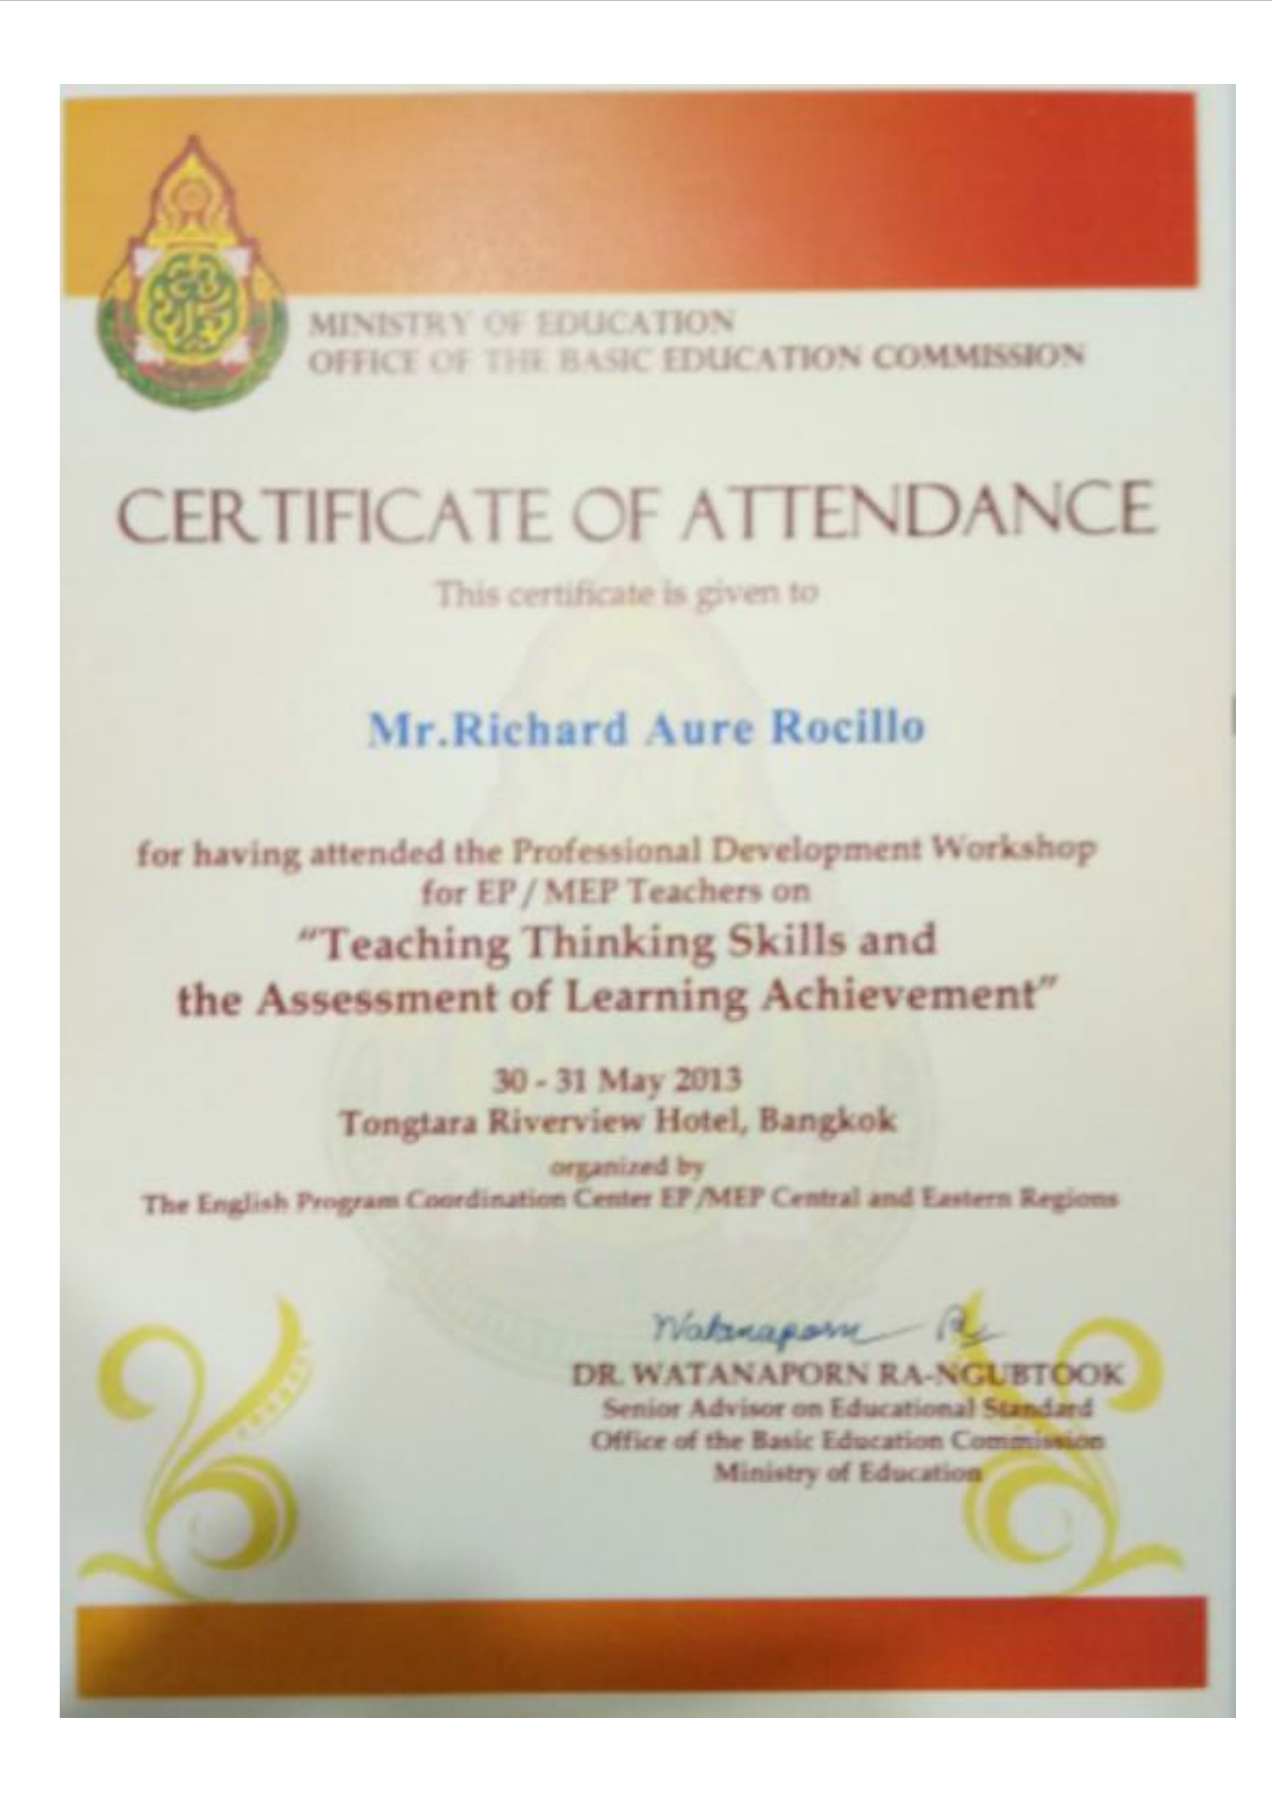 MINISTRY OF EDUCATION
OFFICE OF THE BASIC EDUCATION COMMISSION
CERTIFICATE OF ATTENDANCE
This certificate is given to
Mr.Richard Aure Rocillo
for having attended the Professional Development Workshop
for EP / MEP Teachers on
“Teaching Thinking Skills and
the Assessment of Learning Achievement”
30 - 31 May 2013
Tongtara Riverview Hotel, Bangkok
organized by
The English Program Coordination Center EP/MEP Central and Eastern Regions
Watanaporn R
DR. WATANAPORN RA-NGUBTOOK
Senior Advisor on Educational Standard
Office of the Basic Education Commission
Ministry of Education